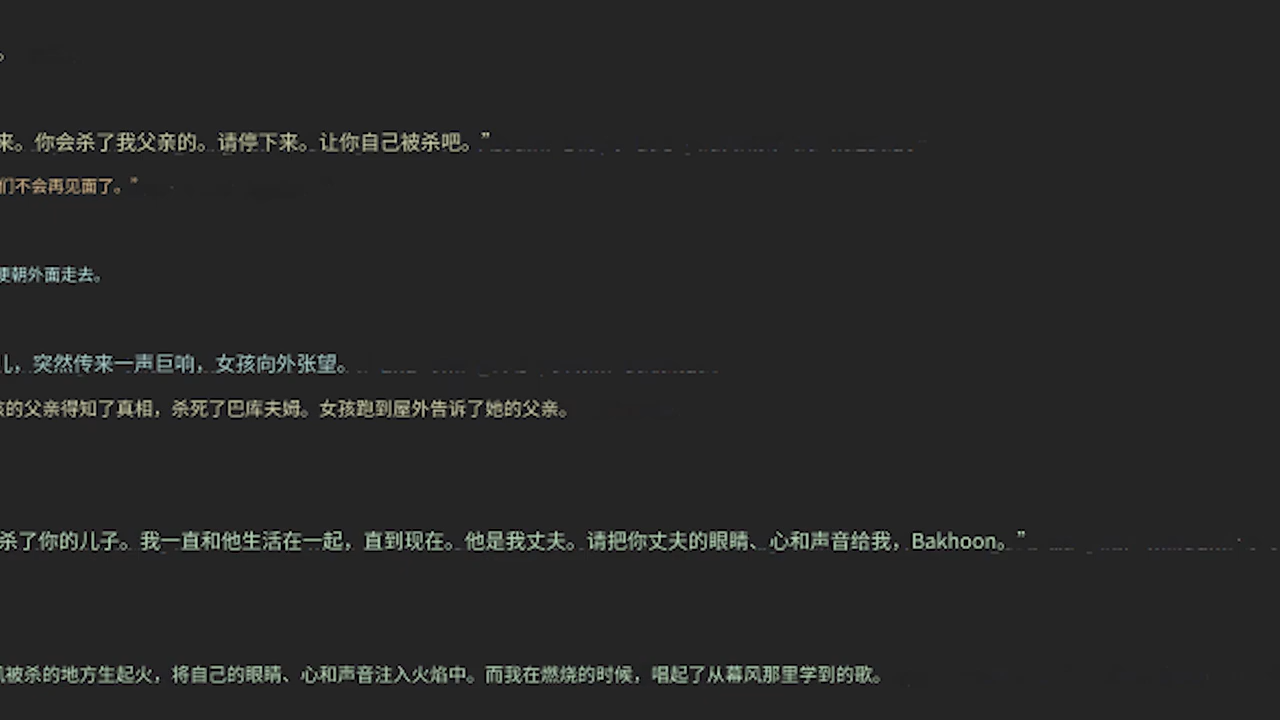 。
来。你会杀了我父亲的。请停下来。让你自己被杀吧。”
们不会再见面了。”
便朝外面走去。
儿，突然传来一声巨响，女孩向外张望。
孩的父亲得知了真相，杀死了巴库夫姆。女孩跑到屋外告诉了她的父亲。
杀了你的儿子。我一直和他生活在一起，直到现在。他是我丈夫。请把你丈夫的眼睛、心和声音给我，Bakhoon。”
被杀的地方生起火，将自己的眼睛、心和声音注入火焰中。而我在燃烧的时候，唱起了从幕风那里学到的歌。